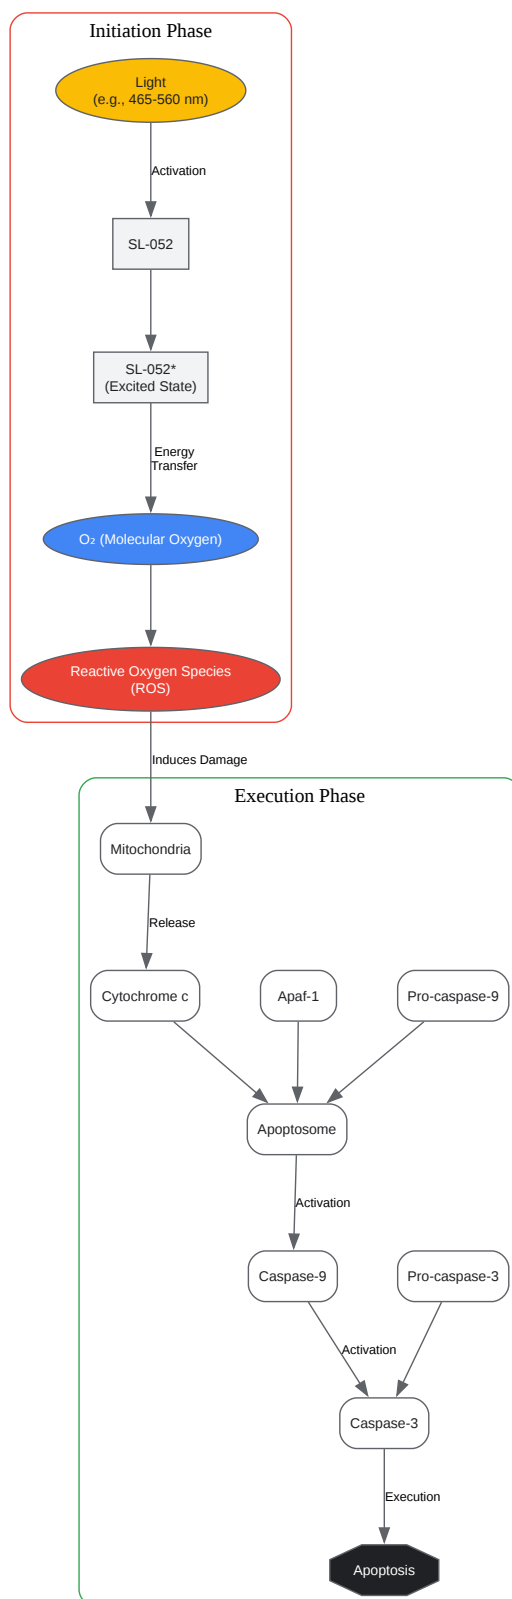 Initiation Phase
Light
(e.g., 465-560 nm)
Activation
SL-052
SL-052*
(Excited State)
Energy
Transfer
O₂ (Molecular Oxygen)
Reactive Oxygen Species
(ROS)
Induces Damage
Execution Phase
Mitochondria
Release
Cytochrome c
Apaf-1
Pro-caspase-9
Apoptosome
Activation
Caspase-9
Pro-caspase-3
Activation
Caspase-3
Execution
Apoptosis